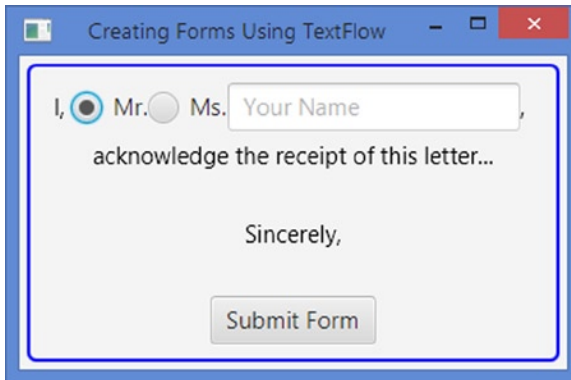 Creating Forms Using TextFlow
I, Mr. Ms. Your Name ,
acknowledge the receipt of this letter...
Sincerely,
Submit Form